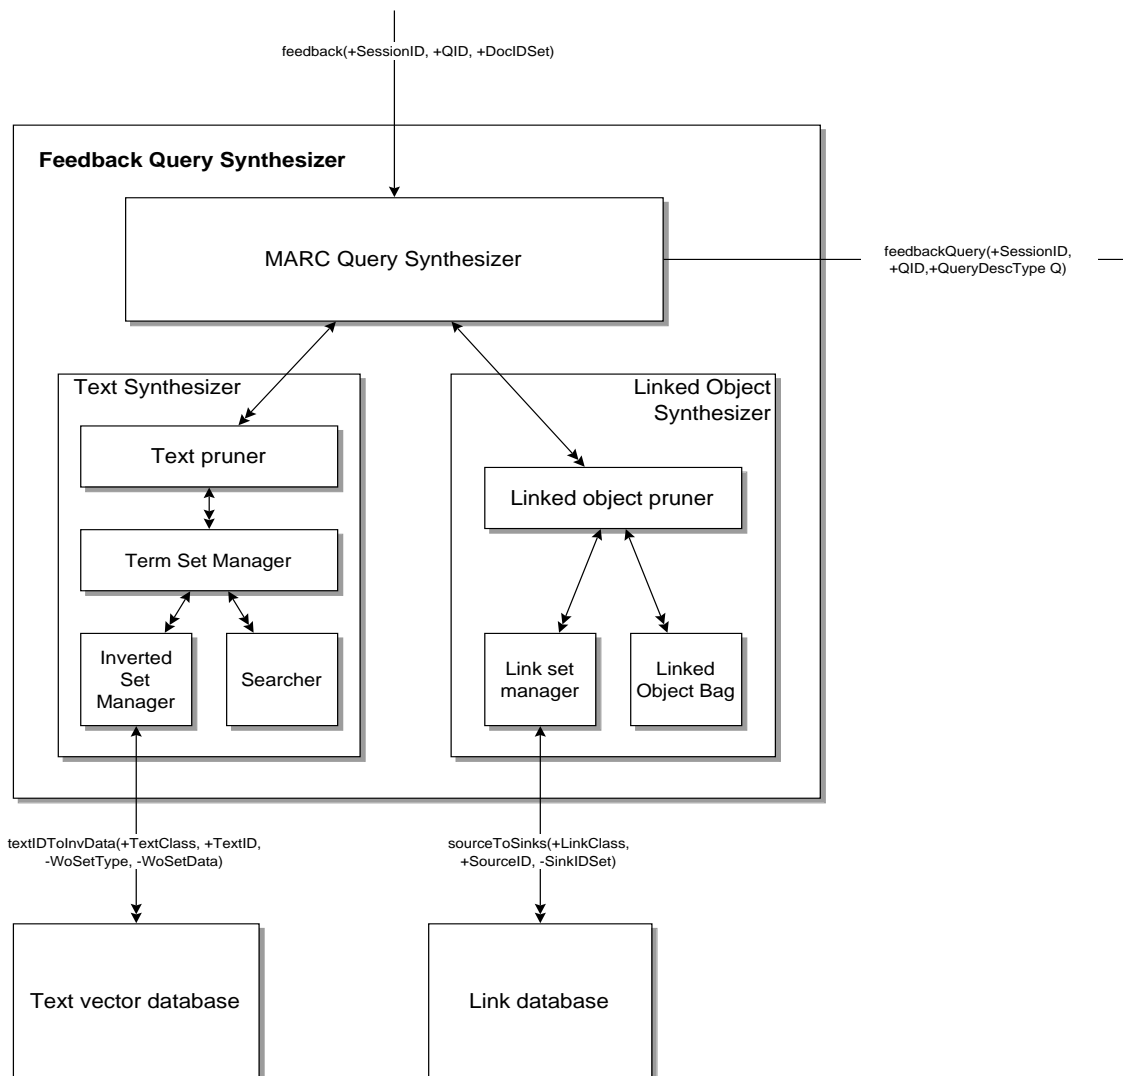 feedback(+SessionID, +QID, +DocIDSet)
Feedback Query Synthesizer
MARC Query Synthesizer
feedbackQuery(+SessionID,
+QID,+QueryDescType Q)
Text Synthesizer
Linked Object
Synthesizer
Text pruner
Linked object pruner
Term Set Manager
Inverted
Set
Manager
Searcher
Link set
manager
Linked
Object Bag
textIDToInvData(+TextClass, +TextID,
-WoSetType, -WoSetData)
sourceToSinks(+LinkClass,
+SourceID, -SinkIDSet)
Text vector database
Link database